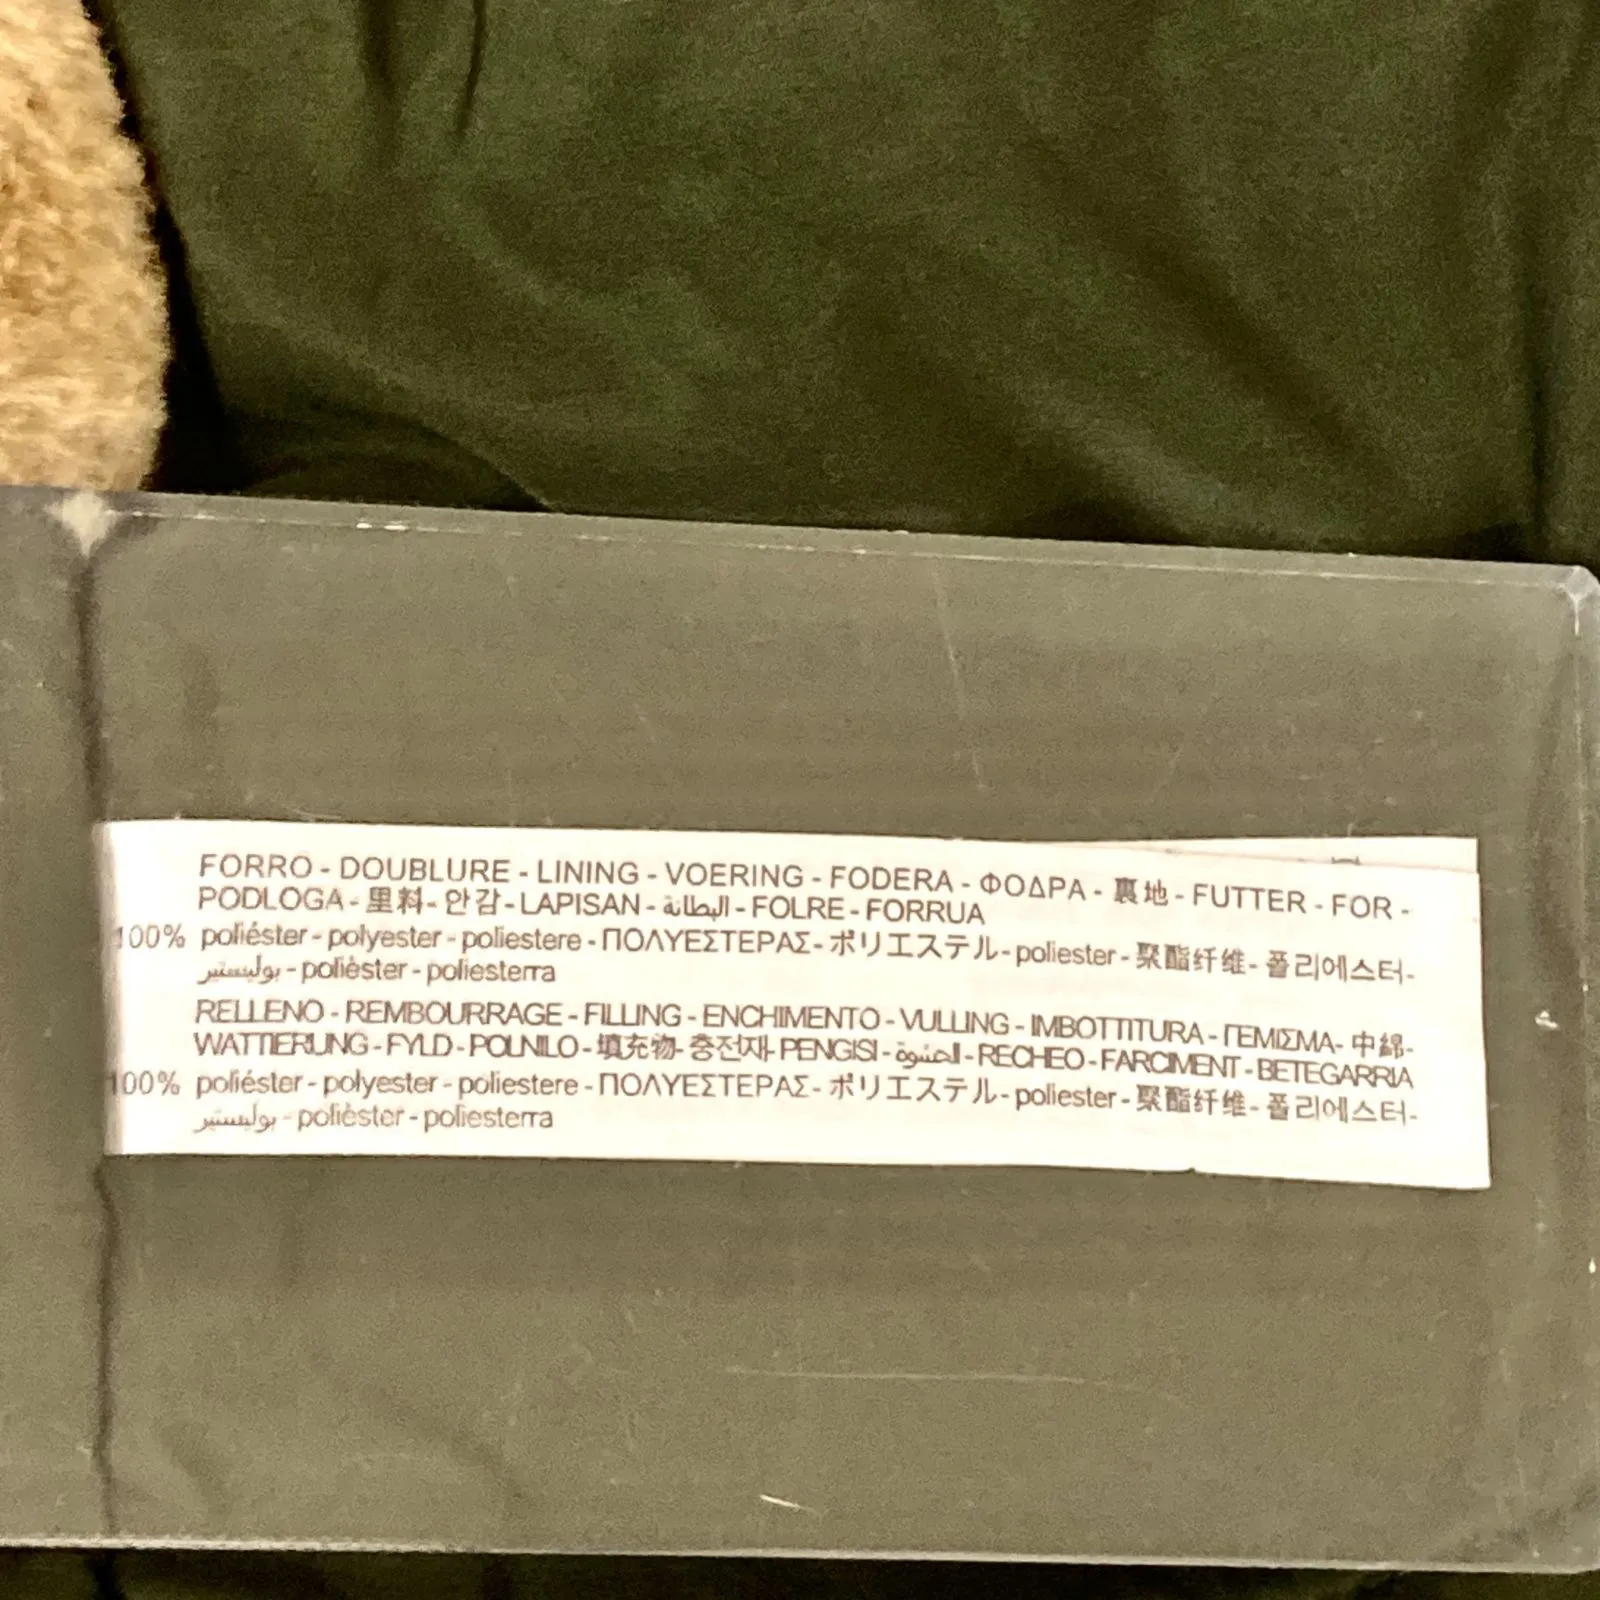 FORRO - DOUBLURE - LINING - VOERING - FODERA - ΦΟΔΡΑ - 裏地 - FUTTER - FOR -
PODLOGA - 里料 - 안감 - LAPISAN - البطانة - FOLRE - FORRUA
100% poliéster - polyester - poliestere - ΠΟΛΥΕΣΤΕΡΑΣ - ポリエステル - poliester - 聚酯纤维 - 폴리에스터 -
بوليستير - polièster - poliesterra
RELLENO - REMBOURRAGE - FILLING - ENCHIMENTO - VULLING - IMBOTTITURA - ΓΕΜΙΣΜΑ - 中綿 -
WATTIERUNG - FYLD - POLNILO - 填充物 - 충전재 - PENGISI - الحشوة - RECHEO - FARCIMENT - BETEGARRIA
100% poliéster - polyester - poliestere - ΠΟΛΥΕΣΤΕΡΑΣ - ポリエステル - poliester - 聚酯纤维 - 폴리에스터 -
بوليستير - polièster - poliesterra